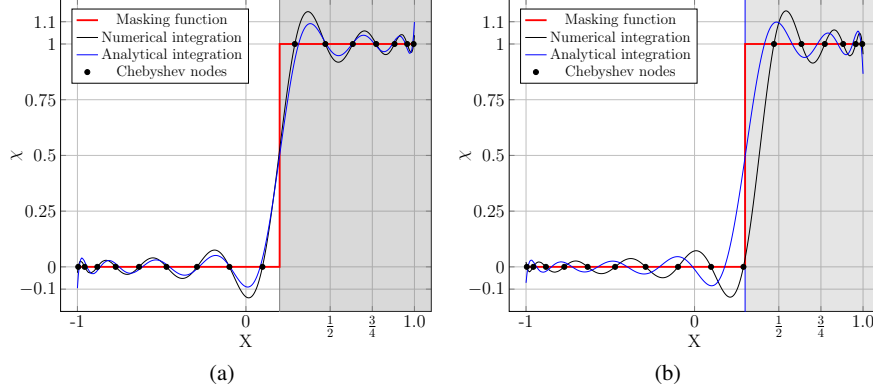 Masking function
Numerical integration
Analytical integration
Chebyshev nodes
1.1
1
0.75
0.5
0.25
0
−0.1
χ
-1
0
1/2
3/4
1.0
X
(a)
Masking function
Numerical integration
Analytical integration
Chebyshev nodes
1.1
1
0.75
0.5
0.25
0
−0.1
χ
-1
0
1/2
3/4
1.0
X
(b)